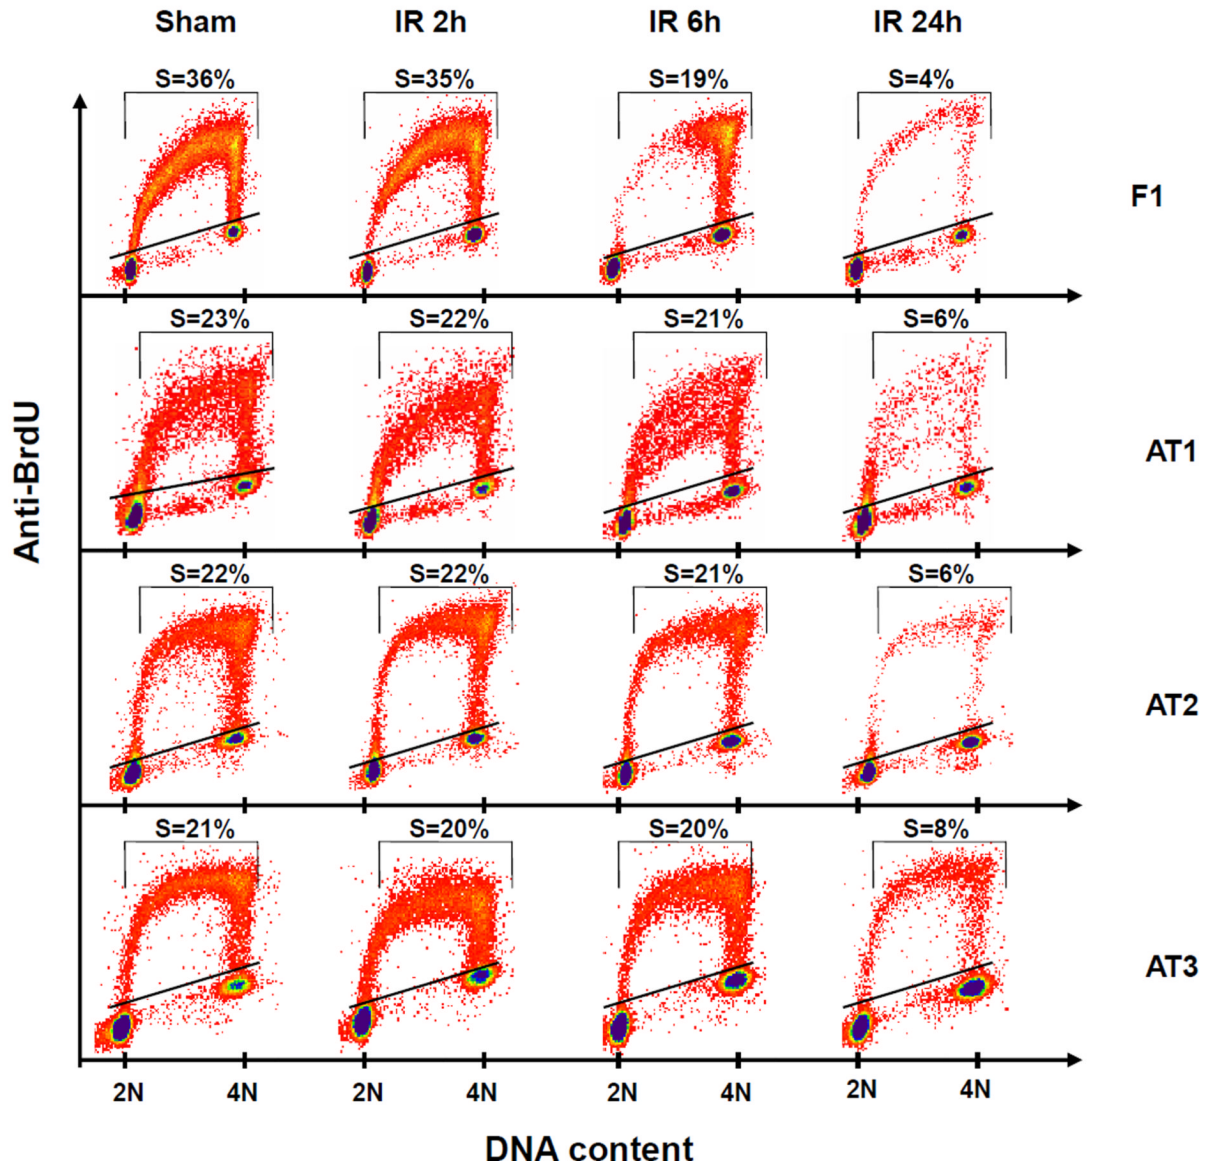 Sham IR 2h IR 6h IR 24h
S=36% S=35% S=19% S=4%
F1
S=23% S=22% S=21% S=6%
AT1
Anti-BrdU
S=22% S=22% S=21% S=6%
AT2
S=21% S=20% S=20% S=8%
AT3
2N 4N 2N 4N 2N 4N 2N 4N
DNA content